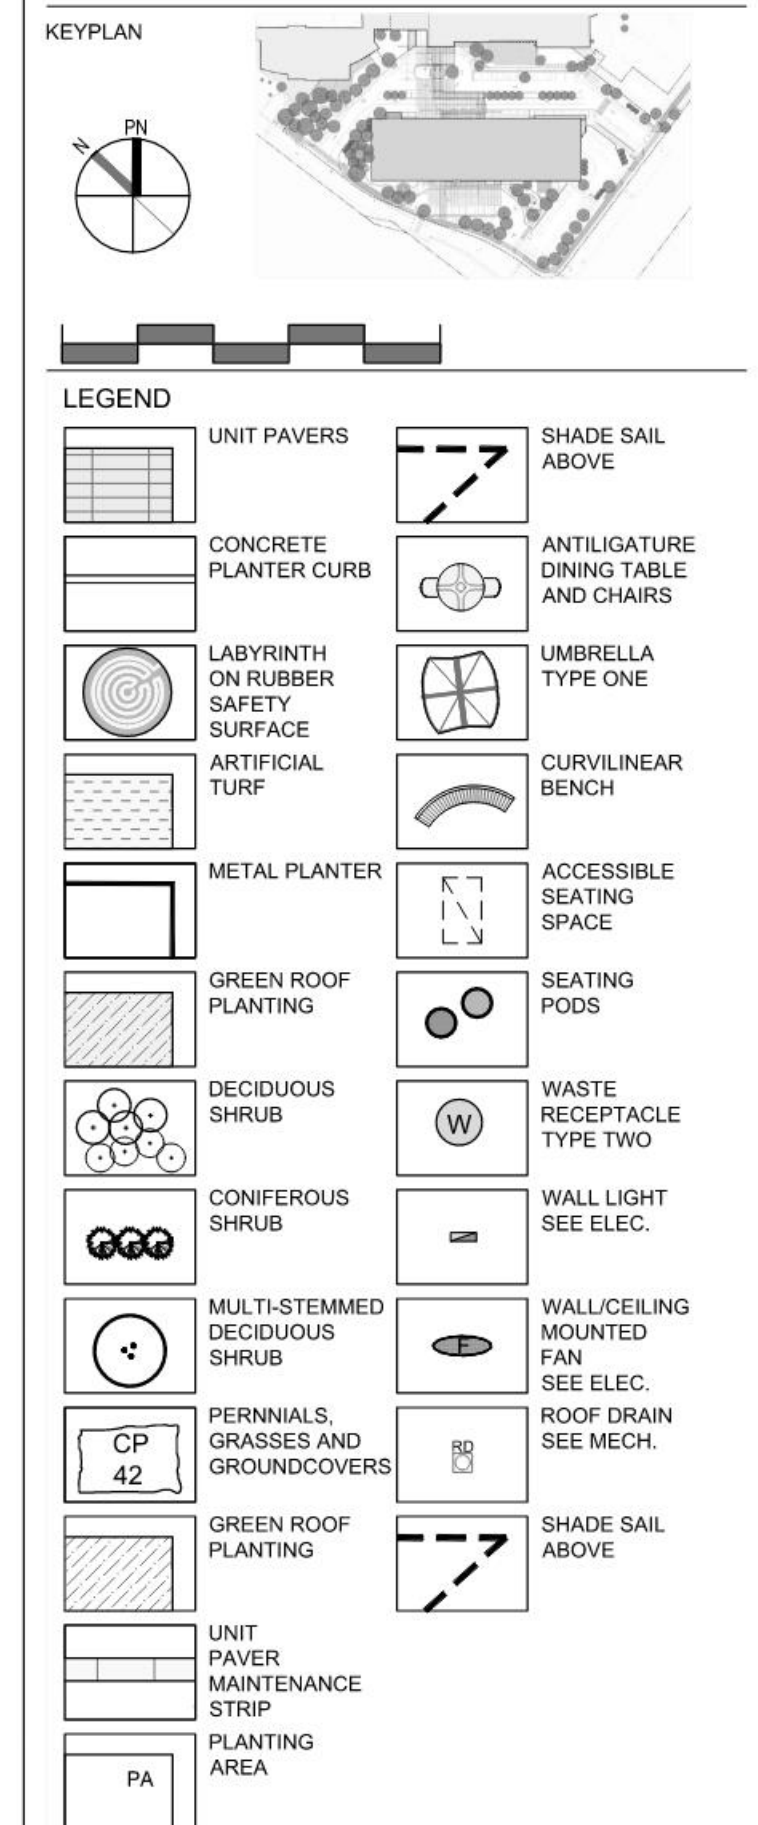 KEYPLAN
PN
N
LEGEND
UNIT PAVERS
CONCRETE
PLANTER CURB
LABYRINTH
ON RUBBER
SAFETY
SURFACE
ARTIFICIAL
TURF
METAL PLANTER
GREEN ROOF
PLANTING
DECIDUOUS
SHRUB
CONIFEROUS
SHRUB
MULTI-STEMMED
DECIDUOUS
SHRUB
CP
42
PERNNIALS,
GRASSES AND
GROUNDCOVERS
GREEN ROOF
PLANTING
UNIT
PAVER
MAINTENANCE
STRIP
PA
PLANTING
AREA
SHADE SAIL
ABOVE
ANTILIGATURE
DINING TABLE
AND CHAIRS
UMBRELLA
TYPE ONE
CURVILINEAR
BENCH
ACCESSIBLE
SEATING
SPACE
SEATING
PODS
W
WASTE
RECEPTACLE
TYPE TWO
WALL LIGHT
SEE ELEC.
F
WALL/CEILING
MOUNTED
FAN
SEE ELEC.
RD
ROOF DRAIN
SEE MECH.
SHADE SAIL
ABOVE